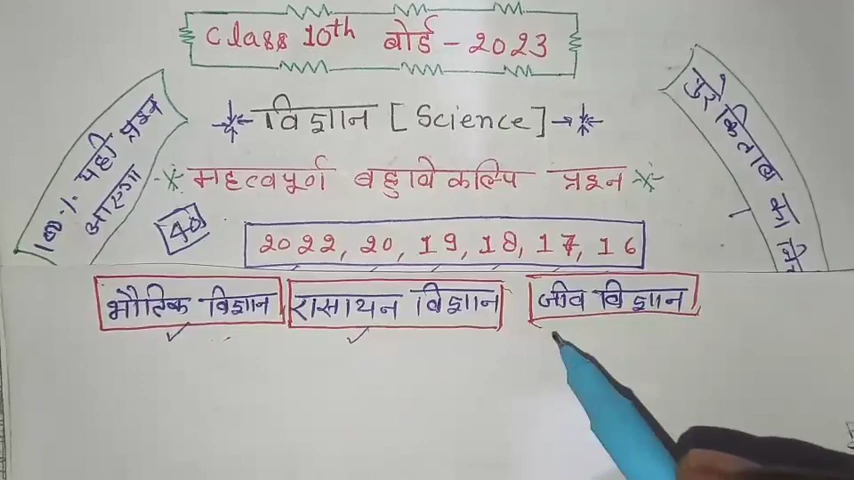 Class 10th बोर्ड - 2023
विज्ञान [Science]
महत्वपूर्ण बहुविकल्पि प्रश्न
100% यही प्रश्न
आएगा
पुरे किताब का
40
2022, 20, 19, 18, 17, 16
भौतिक विज्ञान
रासायन विज्ञान
जीव विज्ञान